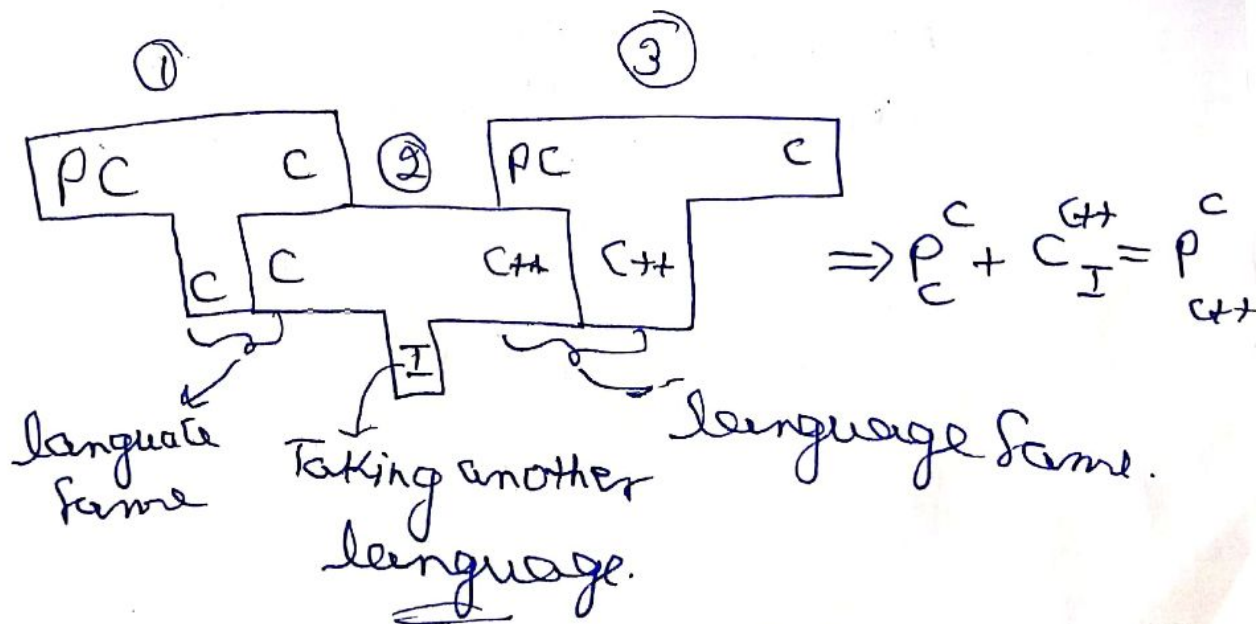 ① ③
PC C ② PC C
C C C++ C++ ⇒ P^C_C + C^C++_I = P^C_C++
I
languate same
Taking another language.
language same.